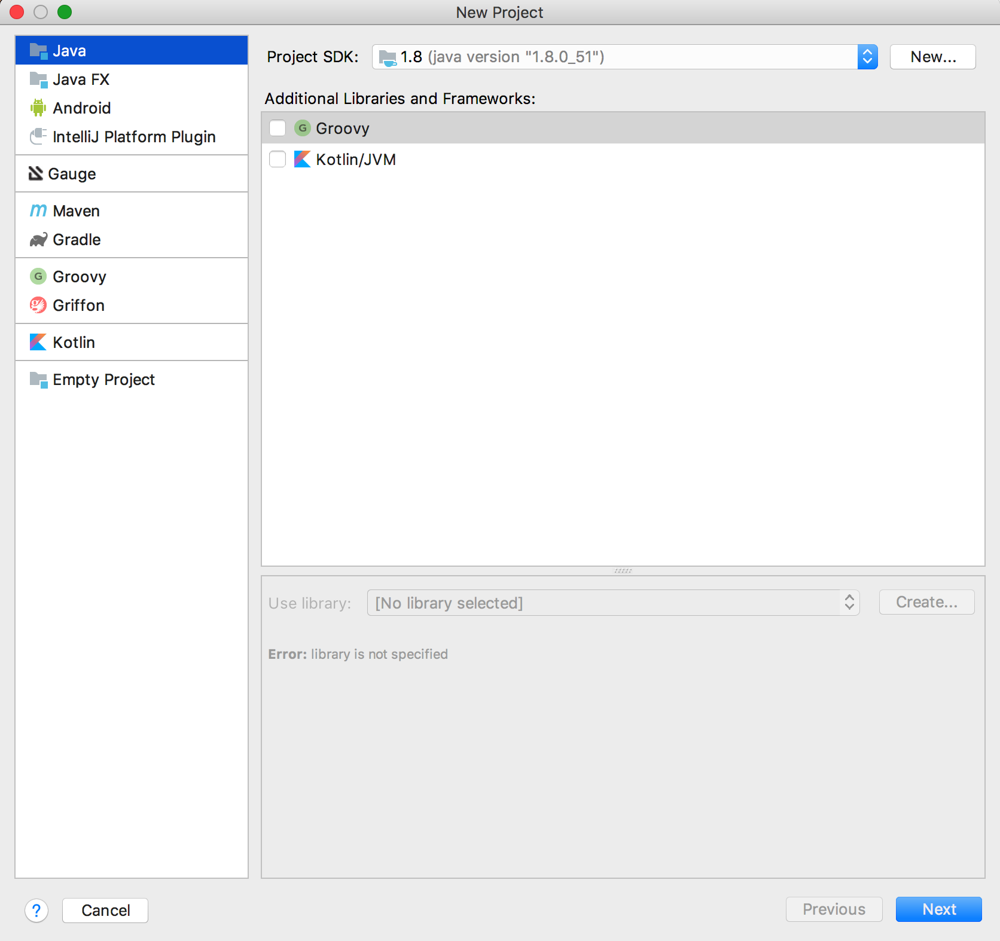 New Project
Java
Java FX
Android
IntelliJ Platform Plugin
Gauge
Maven
Gradle
G Groovy
Griffon
Kotlin
Empty Project
Project SDK: 1.8 (java version "1.8.0_51") New...
Additional Libraries and Frameworks:
G Groovy
Kotlin/JVM
Use library: [No library selected] Create...
Error: library is not specified
? Cancel Previous Next